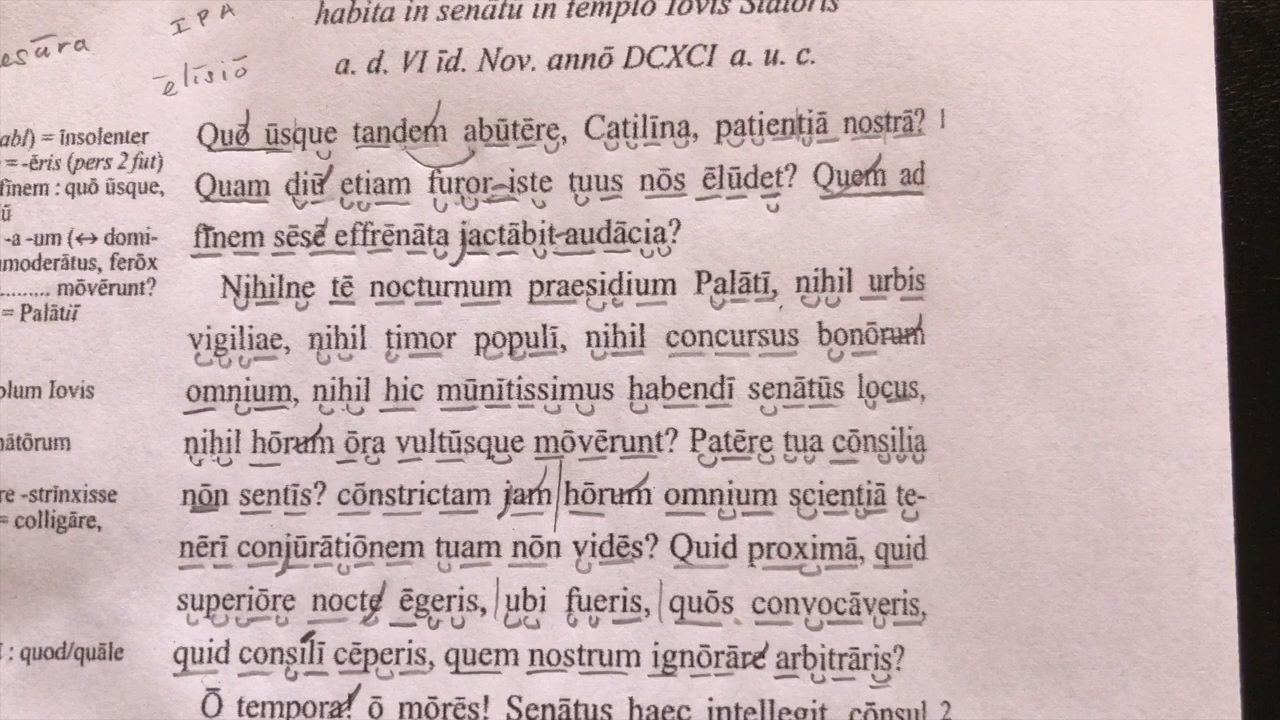 habita in senātū in templō Iovis Statōris
IPA
esūra
a. d. VI īd. Nov. annō DCXCI a. u. c.
ēlīsiō
abl) = īnsolenter
= -ēris (pers 2 fut)
fīnem : quō ūsque,
ū
-a -um (↔ domi-
moderātus, ferōx
......... mōvērunt?
= Palātiī
olum Iovis
nātōrum
re -strīnxisse
= colligāre,
: quod/quāle
Quō ūsque tandem abūtēre, Catilīna, patientiā nostrā? 1
Quam diū etiam furor iste tuus nōs ēlūdet? Quem ad
fīnem sēsē effrēnāta jactābit audācia?
Nihilne tē nocturnum praesidium Palātī, nihil urbis
vigiliae, nihil timor populī, nihil concursus bonōrum
omnium, nihil hic mūnītissimus habendī senātūs locus,
nihil hōrum ōra vultūsque mōvērunt? Patēre tua cōnsilia
nōn sentīs? cōnstrictam jam hōrum omnium scientiā te-
nērī conjūrātiōnem tuam nōn vidēs? Quid proximā, quid
superiōre nocte ēgeris, ubi fueris, quōs convocāveris,
quid consilī cēperis, quem nostrum ignōrāre arbitrāris?
Ō tempora! ō mōrēs! Senātus haec intellegit, cōnsul 2